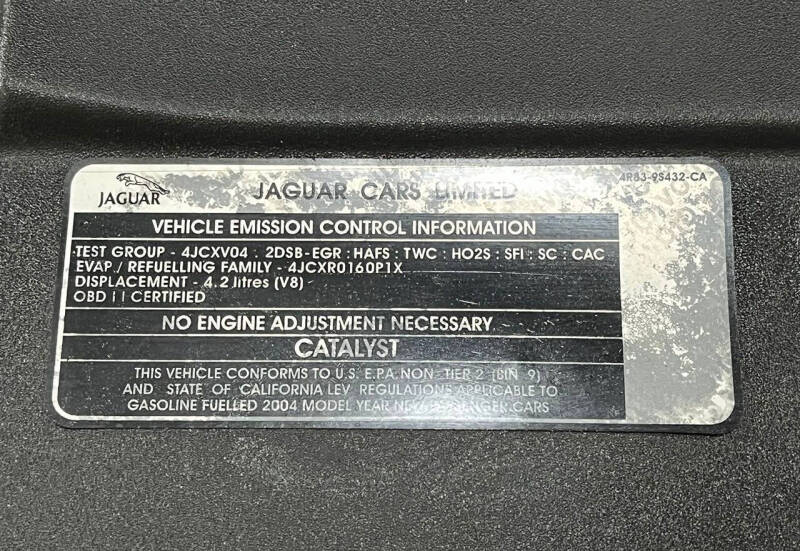 JAGUAR
JAGUAR CARS LIMITED
4R83-9S432-CA
VEHICLE EMISSION CONTROL INFORMATION
TEST GROUP - 4JCXV04 . 2DSB-EGR : HAFS : TWC : HO2S : SFI : SC : CAC
EVAP / REFUELLING FAMILY - 4JCXR0160P1X
DISPLACEMENT - 4.2 litres (V8)
OBD II CERTIFIED
NO ENGINE ADJUSTMENT NECESSARY
CATALYST
THIS VEHICLE CONFORMS TO U.S. E.P.A. NON TIER 2 (BIN 9)
AND STATE OF CALIFORNIA LEV REGULATIONS APPLICABLE TO
GASOLINE FUELLED 2004 MODEL YEAR NEW PASSENGER CARS